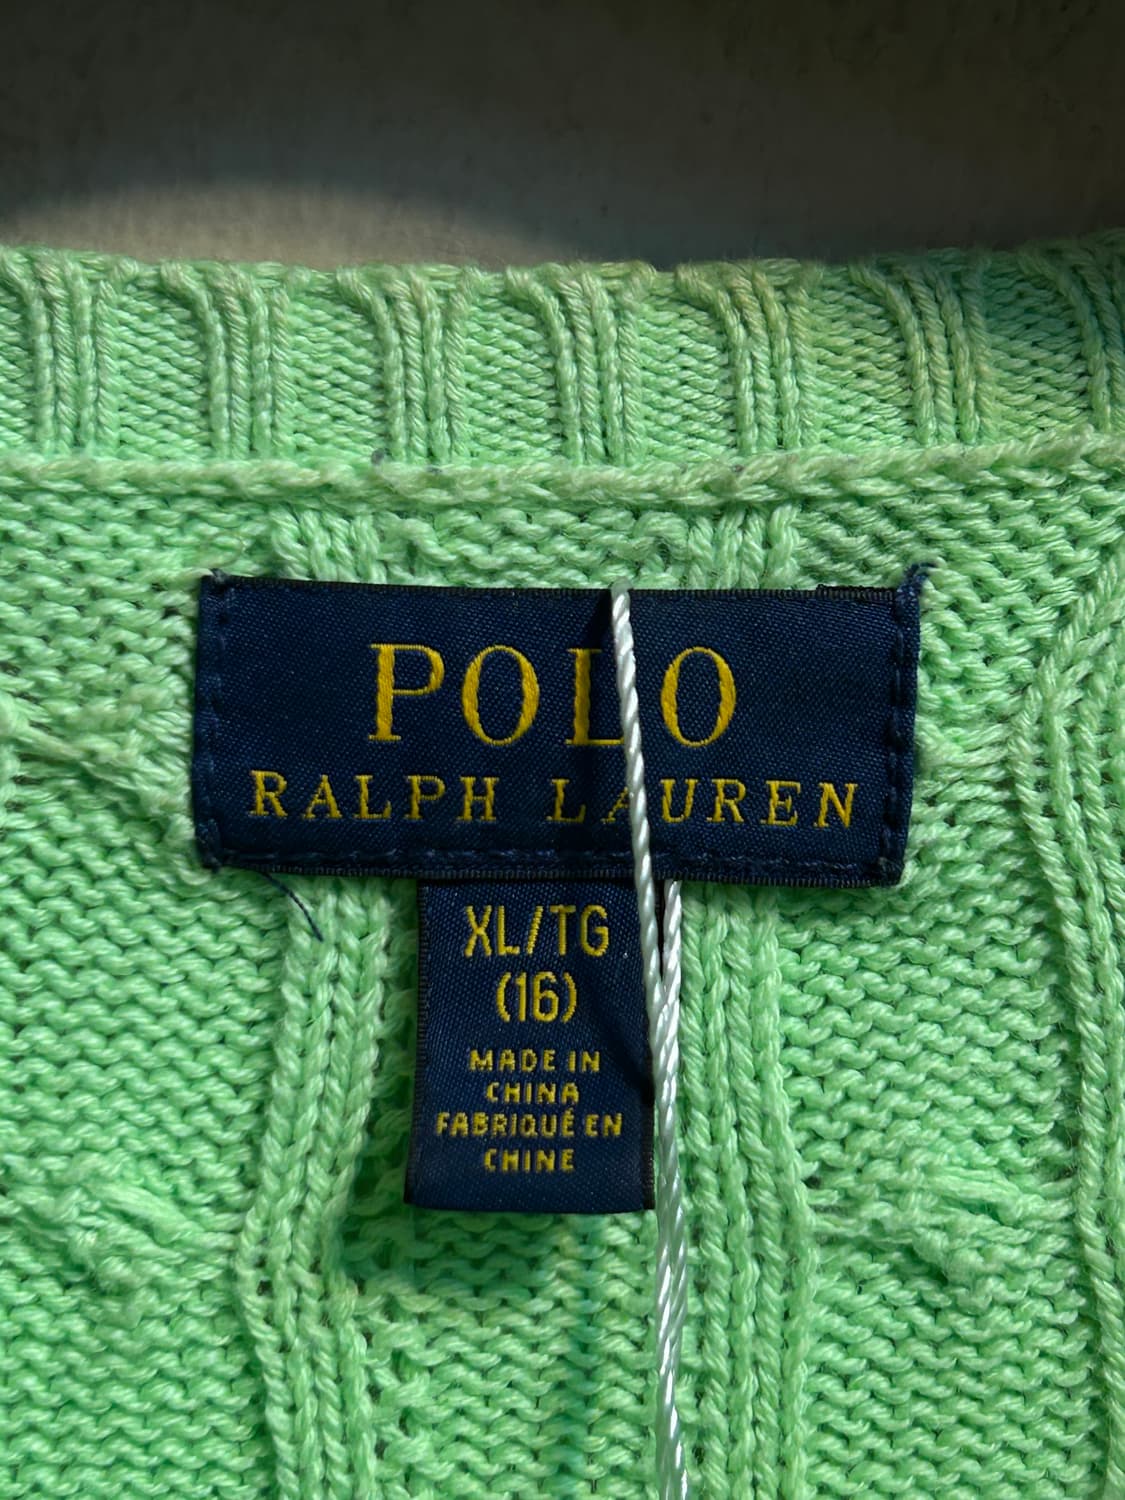 POLO
RALPH LAUREN
XL/TG
(16)
MADE IN
CHINA
FABRIQUÉ EN
CHINE